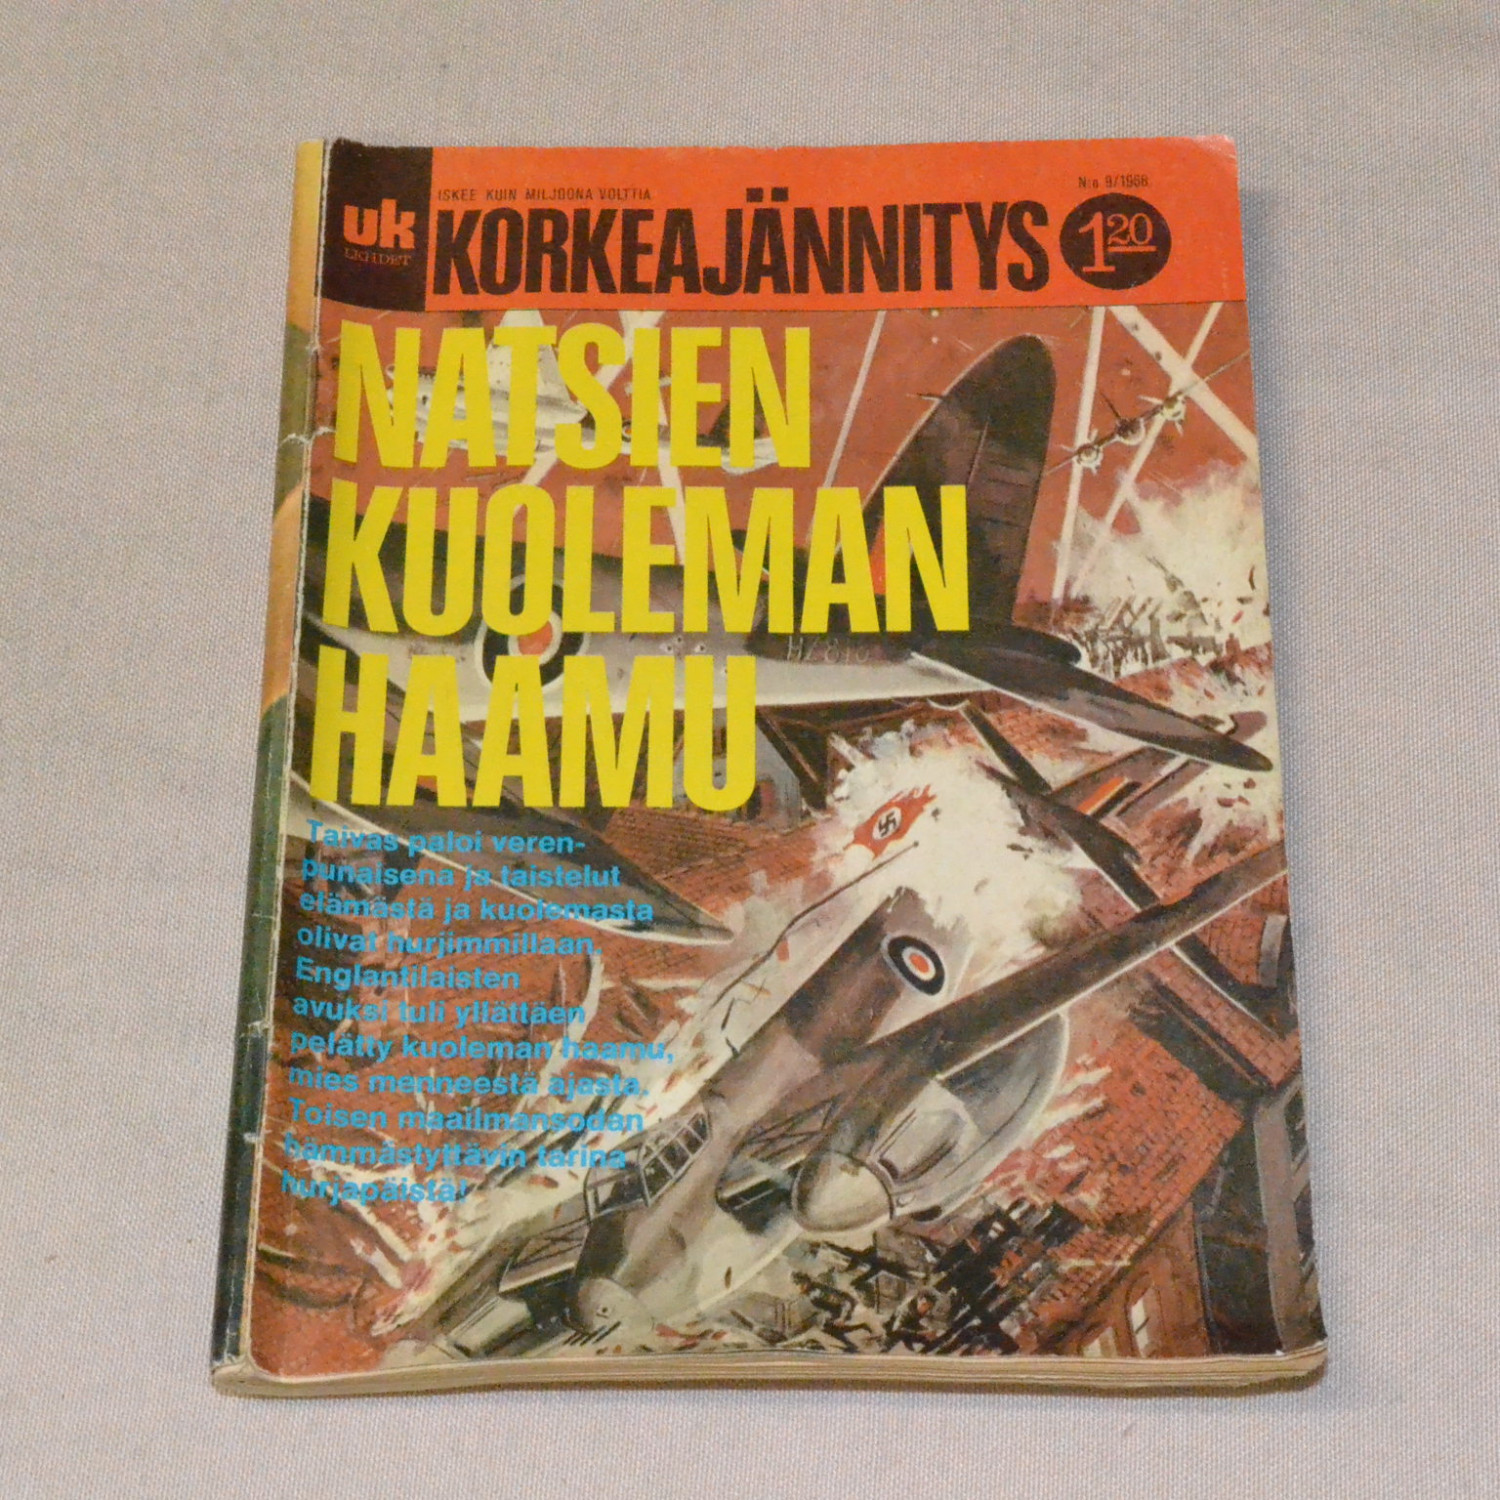 uk
LEHDET
ISKEE KUIN MILJOONA VOLTTIA
KORKEAJÄNNITYS
N:o 9/1968
1 20
NATSIEN
KUOLEMAN
HAAMU
HZ810
Taivas paloi veren-
punaisena ja taistelut
elämästä ja kuolemasta
olivat hurjimmillaan.
Englantilaisten
avuksi tuli yllättäen
pelätty kuoleman haamu,
mies menneestä ajasta.
Toisen maailmansodan
hämmästyttävin tarina
hurjapäistä!